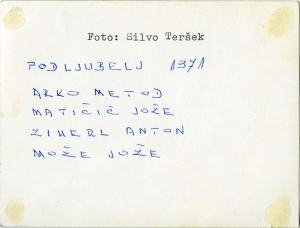 Foto: Silvo Teršek
PODLJUBELJ 1971
ARKO METOD
MATIČIČ JOŽE
ZIHERL ANTON
MOŽE JOŽE